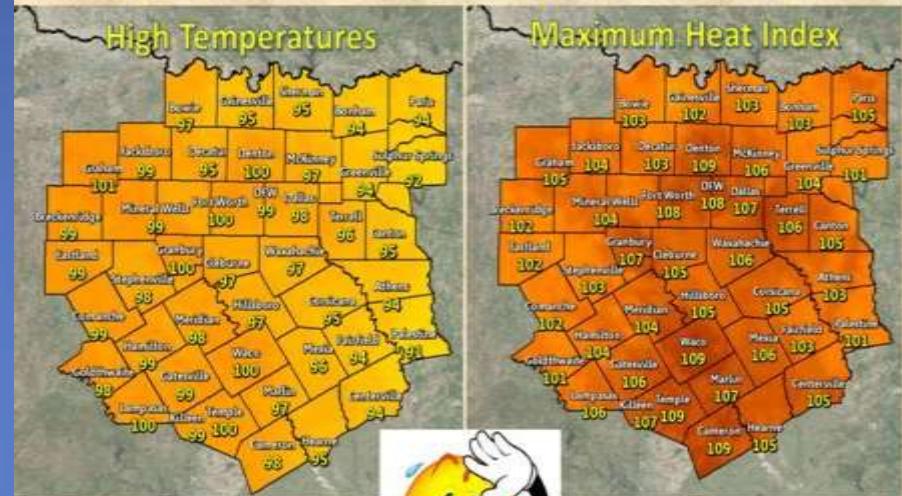 High Temperatures
Bowie 97
Gainesville 95
Sherman 95
Bonham 94
Paris 94
Graham 101
Jacksboro 99
Decatur 95
Denton 100
McKinney 97
Greenville 94
Sulphur Springs 92
Breckenridge 99
Mineral Wells 99
Fort Worth 100
DFW 99
Dallas 98
Terrell 96
Canton 95
Eastland 99
Stephenville 98
Granbury 100
Cleburne 97
Waxahachie 97
Athens 94
Comanche 99
Hamilton 99
Meridian 98
Hillsboro 97
Corsicana 95
Palestine
Goldthwaite 98
Gatesville 99
Waco 100
Mexia
Fairfield 94
Lampasas 100
Killeen 99
Temple 100
Marlin 97
Centerville 94
Cameron 98
Hearne 95
Maximum Heat Index
Bowie 103
Gainesville 102
Sherman 103
Bonham 103
Paris 105
Graham 105
Jacksboro 104
Decatur 103
Denton 109
McKinney 106
Greenville 104
Sulphur Springs 101
Breckenridge 102
Mineral Wells 104
Fort Worth 108
DFW 108
Dallas 107
Terrell 106
Canton 105
Eastland 102
Stephenville 103
Granbury 107
Cleburne 105
Waxahachie 106
Athens 103
Comanche 102
Hamilton 104
Meridian 104
Hillsboro 105
Corsicana 105
Palestine 101
Goldthwaite 101
Gatesville 106
Waco 109
Mexia 106
Fairfield 103
Lampasas 106
Killeen 107
Temple 109
Marlin 107
Centerville 105
Cameron 109
Hearne 105